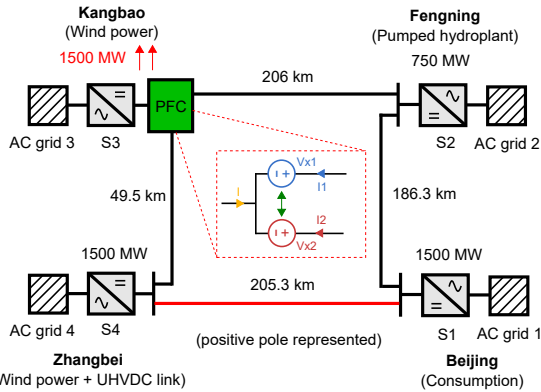 Kangbao
(Wind power)
1500 MW
Fengning
(Pumped hydroplant)
750 MW
206 km
PFC
AC grid 3
S3
S2
AC grid 2
Vx1
I1
I
I2
Vx2
49.5 km
186.3 km
1500 MW
1500 MW
205.3 km
AC grid 4
S4
S1
AC grid 1
(positive pole represented)
Zhangbei
Wind power + UHVDC link)
Beijing
(Consumption)